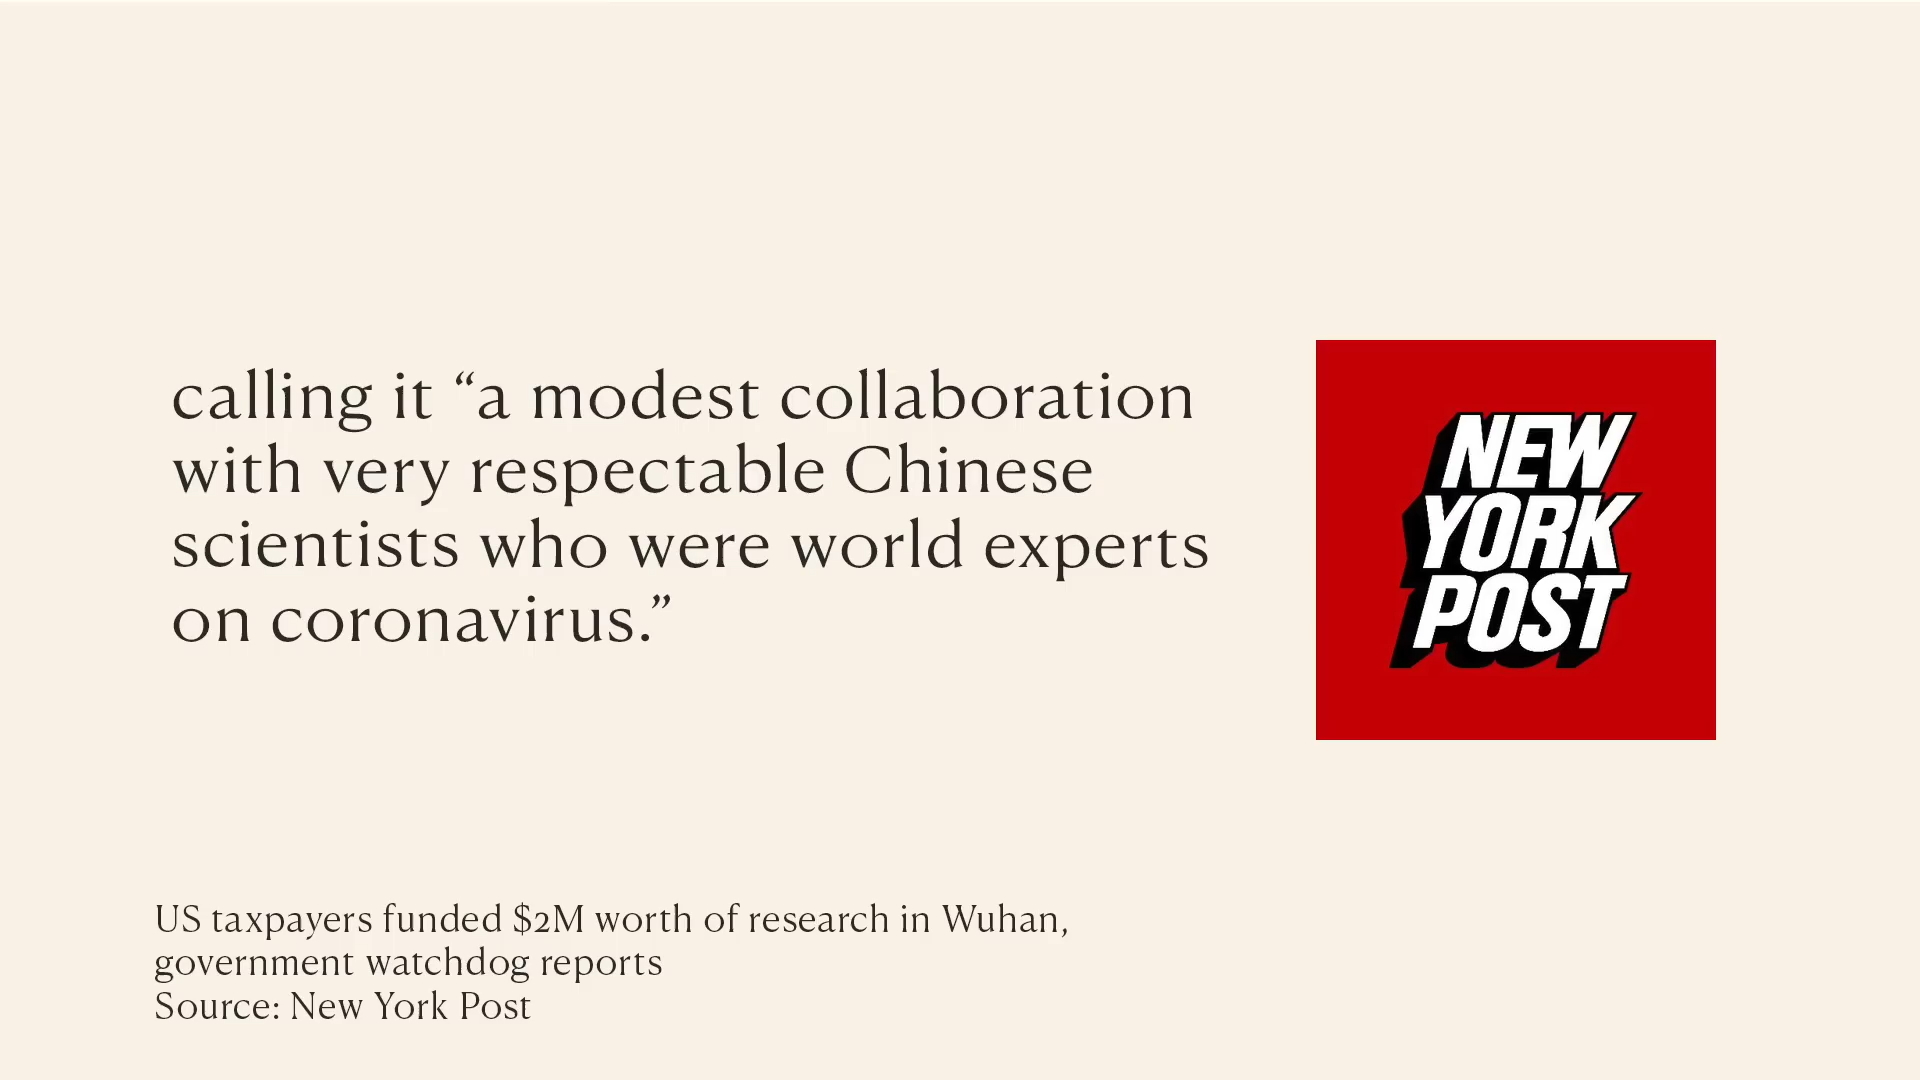 calling it “a modest collaboration
with very respectable Chinese
scientists who were world experts
on coronavirus.”
NEW
YORK
POST
US taxpayers funded $2M worth of research in Wuhan,
government watchdog reports
Source: New York Post